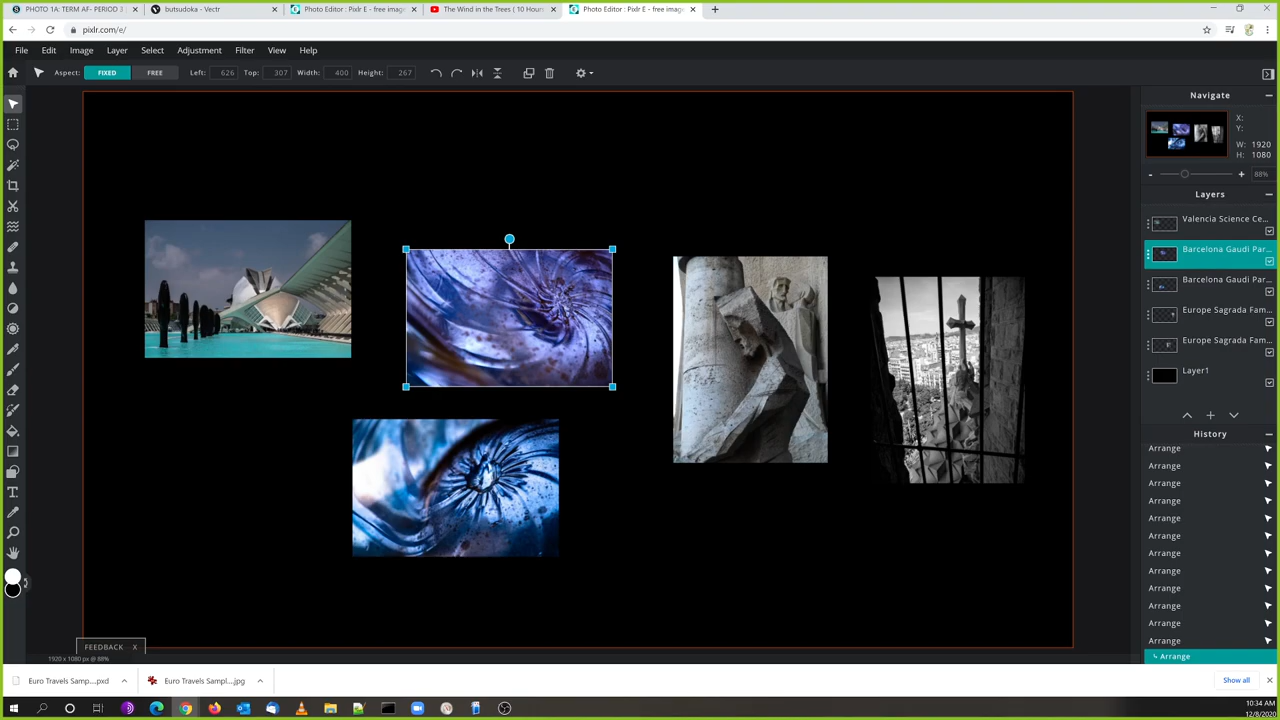 PHOTO 1A: TERM AF- PERIOD 3
butsudoka - Vectr
Photo Editor : Pixlr E - free imag
The Wind in the Trees ( 10 Hours
Photo Editor : Pixlr E - free imag
pixlr.com/e/
File Edit Image Layer Select Adjustment Filter View Help
Aspect: FIXED FREE Left: 626 Top: 307 Width: 400 Height: 267
Navigate
X:
Y:
W: 1920
H: 1080
- + 88%
Layers
Valencia Science Ce...
Barcelona Gaudi Par...
Barcelona Gaudi Par...
Europe Sagrada Fam...
Europe Sagrada Fam...
Layer1
History
Arrange
Arrange
Arrange
Arrange
Arrange
Arrange
Arrange
Arrange
Arrange
Arrange
Arrange
Arrange
Arrange
FEEDBACK X
1920 x 1080 px @ 88%
Euro Travels Samp....pxd
Euro Travels Sampl....jpg
Show all
10:34 AM
12/8/2020